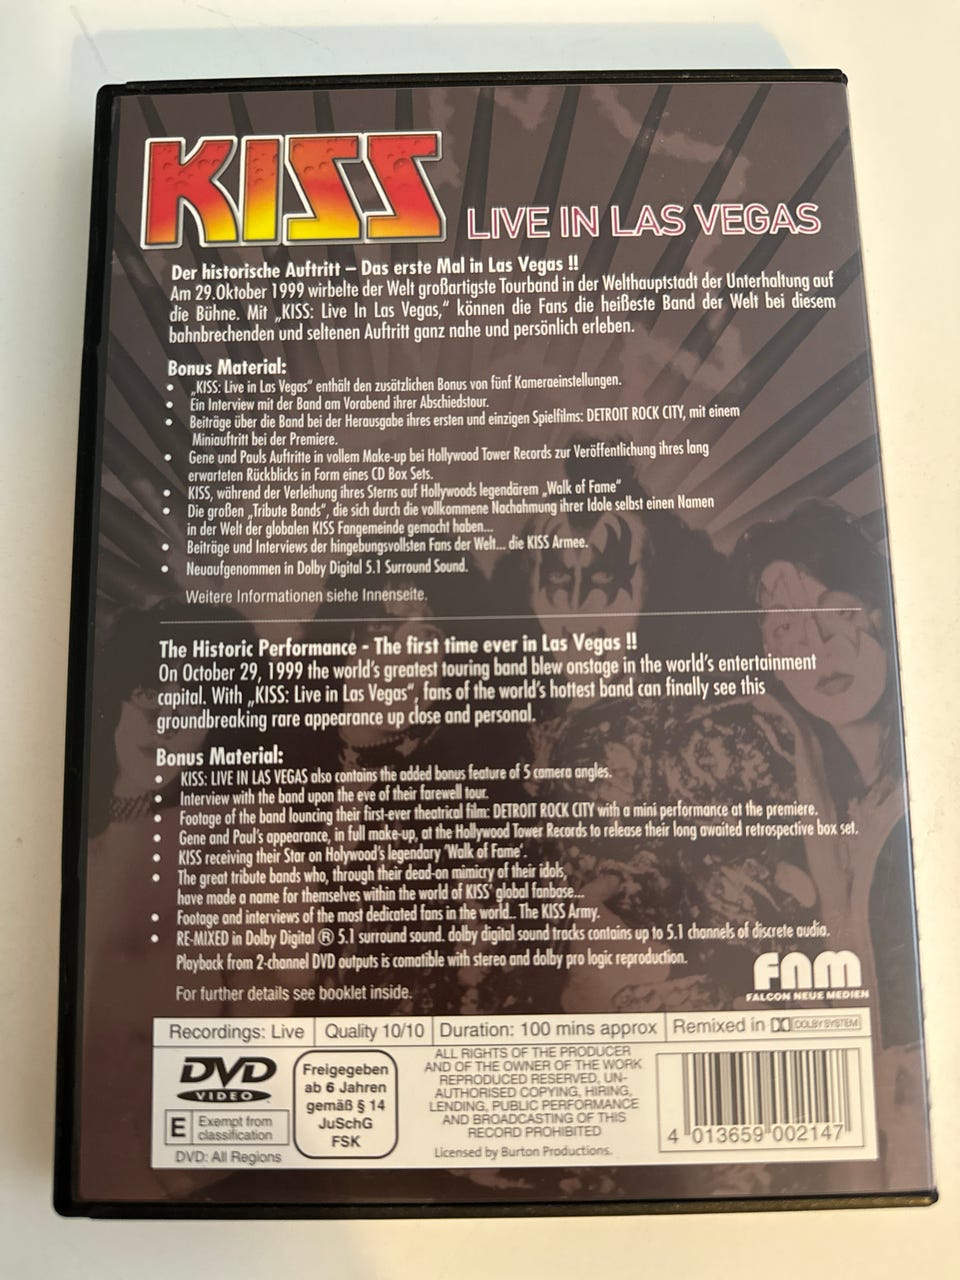 KISS
LIVE IN LAS VEGAS
Der historische Auftritt – Das erste Mal in Las Vegas !!
Am 29.Oktober 1999 wirbelte der Welt großartigste Tourband in der Welthauptstadt der Unterhaltung auf
die Bühne. Mit „KISS: Live In Las Vegas,“ können die Fans die heißeste Band der Welt bei diesem
bahnbrechenden und seltenen Auftritt ganz nahe und persönlich erleben.
Bonus Material:
• „KISS: Live in Las Vegas“ enthält den zusätzlichen Bonus von fünf Kameraeinstellungen.
• Ein Interview mit der Band am Vorabend ihrer Abschiedstour.
• Beiträge über die Band bei der Herausgabe ihres ersten und einzigen Spielfilms: DETROIT ROCK CITY, mit einem
Miniauftritt bei der Premiere.
• Gene und Pauls Auftritte in vollem Make-up bei Hollywood Tower Records zur Veröffentlichung ihres lang
erwarteten Rückblicks in Form eines CD Box Sets.
• KISS, während der Verleihung ihres Sterns auf Hollywoods legendärem „Walk of Fame“
• Die großen „Tribute Bands“, die sich durch die vollkommene Nachahmung ihrer Idole selbst einen Namen
in der Welt der globalen KISS Fangemeinde gemacht haben...
• Beiträge und Interviews der hingebungsvollsten Fans der Welt... die KISS Armee.
• Neuaufgenommen in Dolby Digital 5.1 Surround Sound.
Weitere Informationen siehe Innenseite.
The Historic Performance - The first time ever in Las Vegas !!
On October 29, 1999 the world's greatest touring band blew onstage in the world's entertainment
capital. With „KISS: Live in Las Vegas“, fans of the world's hottest band can finally see this
groundbreaking rare appearance up close and personal.
Bonus Material:
• KISS: LIVE IN LAS VEGAS also contains the added bonus feature of 5 camera angles.
• Interview with the band upon the eve of their farewell tour.
• Footage of the band louncing their first-ever theatrical film: DETROIT ROCK CITY with a mini performance at the premiere.
• Gene and Paul's appearance, in full make-up, at the Hollywood Tower Records to release their long awaited retrospective box set.
• KISS receiving their Star on Holywood's legendary 'Walk of Fame'.
• The great tribute bands who, through their dead-on mimicry of their idols,
have made a name for themselves within the world of KISS' global fanbase...
• Footage and interviews of the most dedicated fans in the world.. The KISS Army.
• RE-MIXED in Dolby Digital ® 5.1 surround sound. dolby digital sound tracks contains up to 5.1 channels of discrete audio.
Playback from 2-channel DVD outputs is comatible with stereo and dolby pro logic reproduction.
For further details see booklet inside.
FNM
FALCON NEUE MEDIEN
Recordings: Live
Quality 10/10
Duration: 100 mins approx
Remixed in DOLBY SYSTEM
DVD
VIDEO
E Exempt from
classification
DVD: All Regions
Freigegeben
ab 6 Jahren
gemäß § 14
JuSchG
FSK
ALL RIGHTS OF THE PRODUCER
AND OF THE OWNER OF THE WORK
REPRODUCED RESERVED, UN-
AUTHORISED COPYING, HIRING,
LENDING, PUBLIC PERFORMANCE
AND BROADCASTING OF THIS
RECORD PROHIBITED
Licensed by Burton Productions.
4 013659 002147